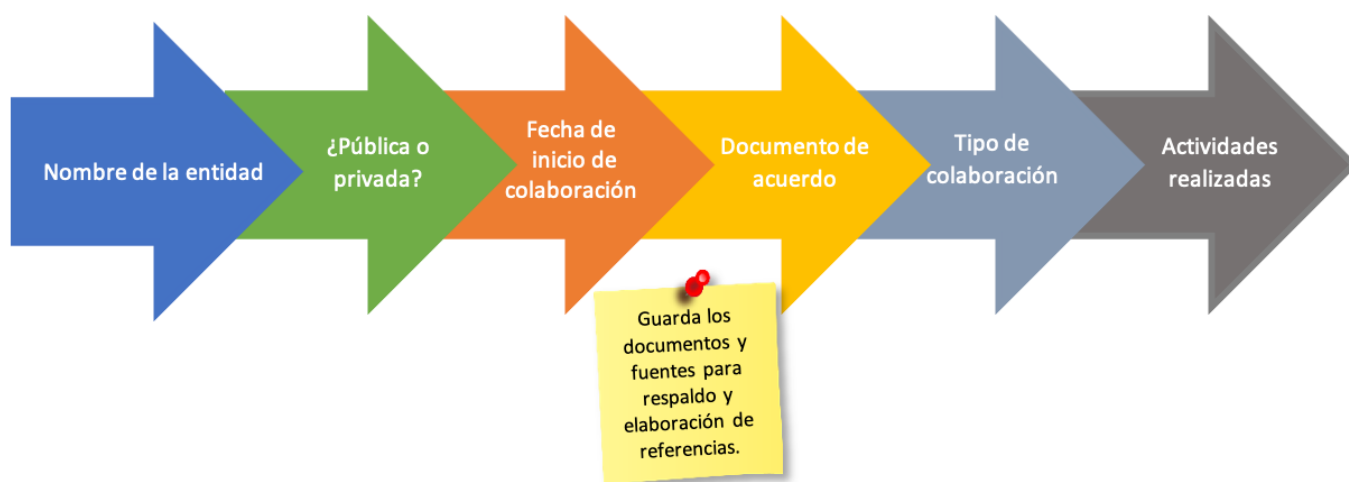 Nombre de la entidad
¿Pública o
privada?
Fecha de
inicio de
colaboración
Documento de
acuerdo
Tipo de
colaboración
Actividades
realizadas
Guarda los
documentos y
fuentes para
respaldo y
elaboración de
referencias.